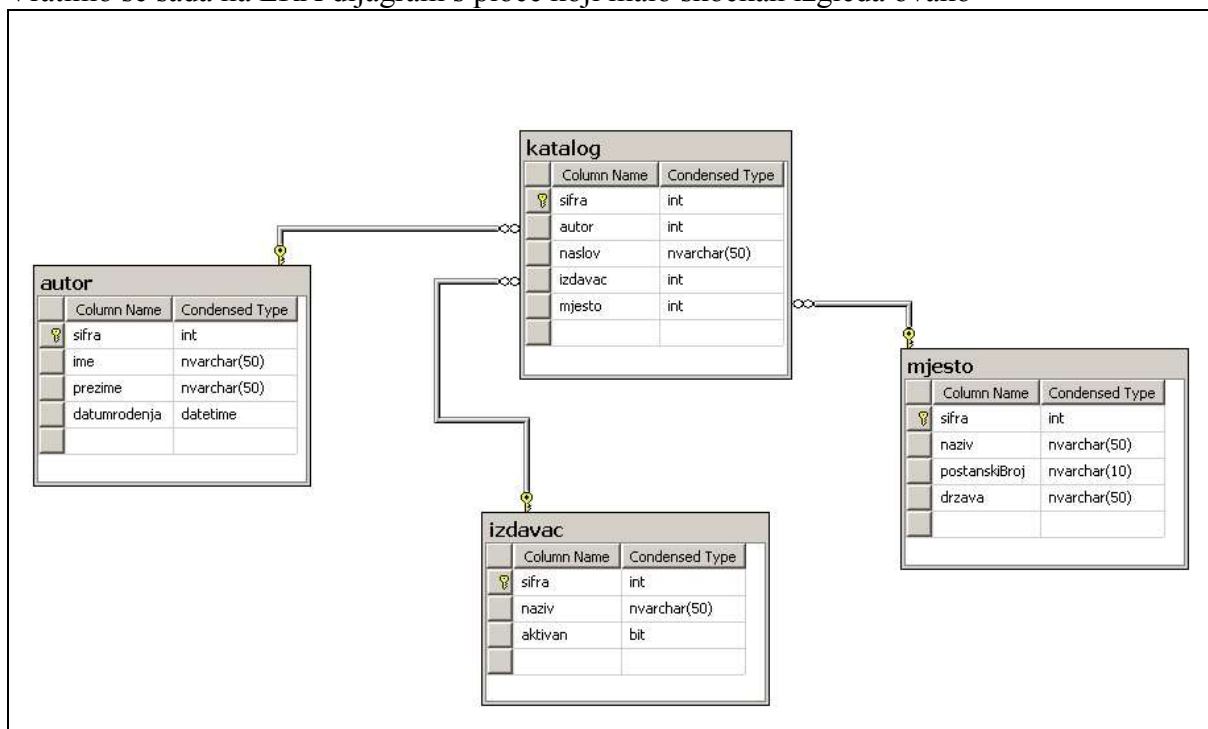 Vratimo se sada na ERA dijagram s ploče koji malo skockan izgleda ovako
katalog
Column Name Condensed Type
sifra int
autor int
naslov nvarchar(50)
izdavac int
mjesto int
autor
Column Name Condensed Type
sifra int
ime nvarchar(50)
prezime nvarchar(50)
datumrodenja datetime
mjesto
Column Name Condensed Type
sifra int
naziv nvarchar(50)
postanskiBroj nvarchar(10)
drzava nvarchar(50)
izdavac
Column Name Condensed Type
sifra int
naziv nvarchar(50)
aktivan bit